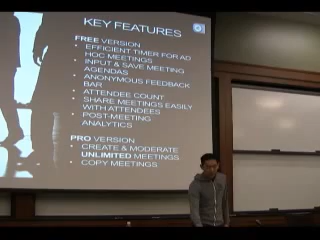 KEY FEATURES
FREE VERSION
• EFFICIENT TIMER FOR AD
HOC MEETINGS
• INPUT & SAVE MEETING
AGENDAS
• ANONYMOUS FEEDBACK
BAR
• ATTENDEE COUNT
• SHARE MEETINGS EASILY
WITH ATTENDEES
• POST-MEETING
ANALYTICS
PRO VERSION
• CREATE & MODERATE
UNLIMITED MEETINGS
• COPY MEETINGS